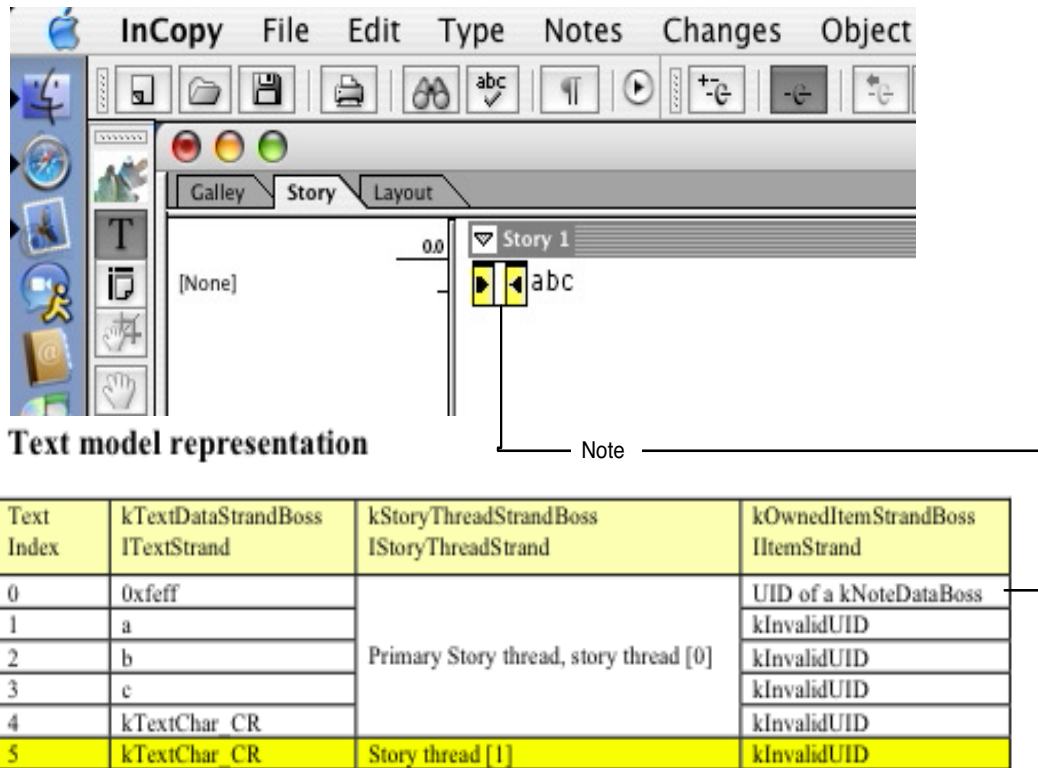 InCopy File Edit Type Notes Changes Object
abc
Galley Story Layout
0.0
Story 1
[None]
abc
Text model representation
Note
Text Index kTextDataStrandBoss ITextStrand kStoryThreadStrandBoss IStoryThreadStrand kOwnedItemStrandBoss IItemStrand
0 0xfeff UID of a kNoteDataBoss
1 a kInvalidUID
2 b Primary Story thread, story thread [0] kInvalidUID
3 c kInvalidUID
4 kTextChar_CR kInvalidUID
5 kTextChar_CR Story thread [1] kInvalidUID